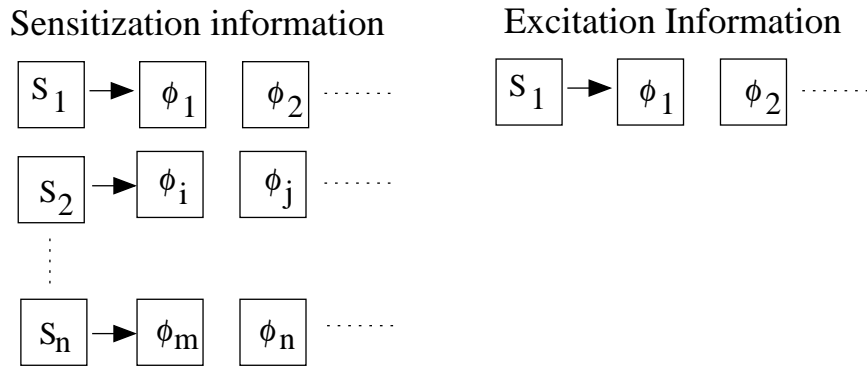 Sensitization information
S1 ϕ1 ϕ2 ........
S2 ϕi ϕj ........
Sn ϕm ϕn ........
Excitation Information
S1 ϕ1 ϕ2 ........